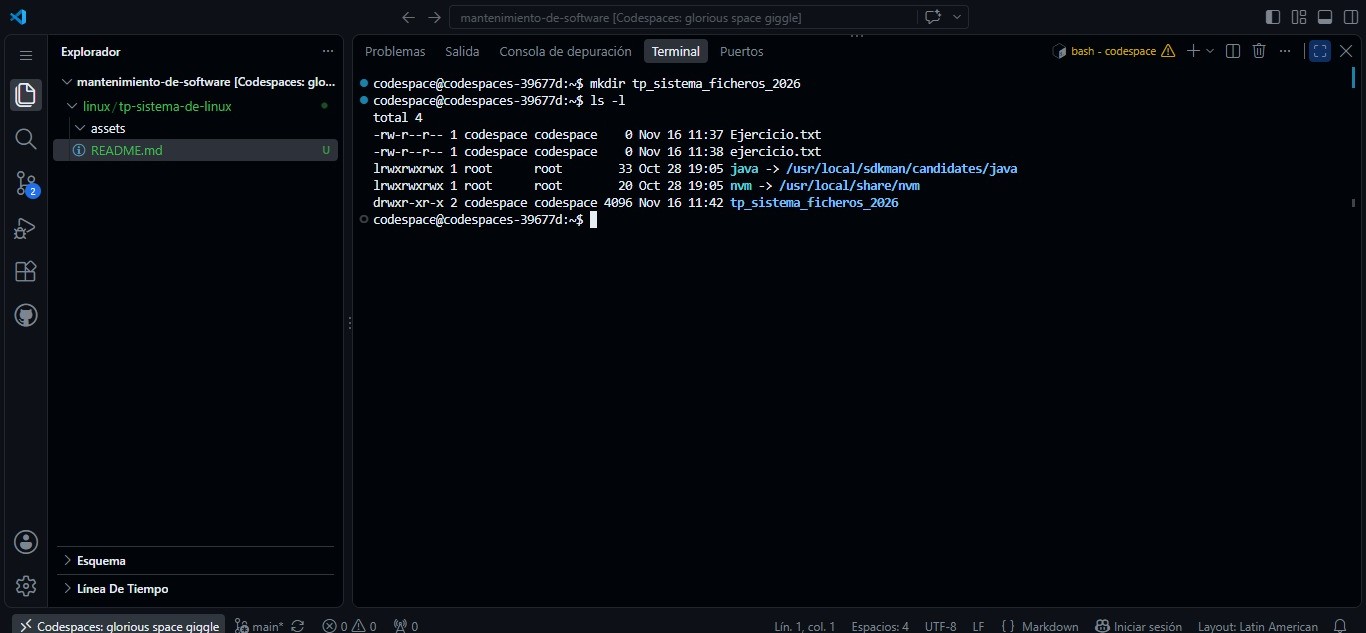 mantenimiento-de-software [Codespaces: glorious space giggle]
Explorador
mantenimiento-de-software [Codespaces: glo...
linux / tp-sistema-de-linux
assets
README.md U
2
Esquema
Línea De Tiempo
Problemas Salida Consola de depuración Terminal Puertos
bash - codespace
codespace@codespaces-39677d:~$ mkdir tp_sistema_ficheros_2026
codespace@codespaces-39677d:~$ ls -l
total 4
-rw-r--r-- 1 codespace codespace    0 Nov 16 11:37 Ejercicio.txt
-rw-r--r-- 1 codespace codespace    0 Nov 16 11:38 ejercicio.txt
lrwxrwxrwx 1 root      root        33 Oct 28 19:05 java -> /usr/local/sdkman/candidates/java
lrwxrwxrwx 1 root      root        20 Oct 28 19:05 nvm -> /usr/local/share/nvm
drwxr-xr-x 2 codespace codespace 4096 Nov 16 11:42 tp_sistema_ficheros_2026
codespace@codespaces-39677d:~$
Codespaces: glorious space giggle main* 0 0 0 Lín. 1, col. 1 Espacios: 4 UTF-8 LF { } Markdown Iniciar sesión Layout: Latin American